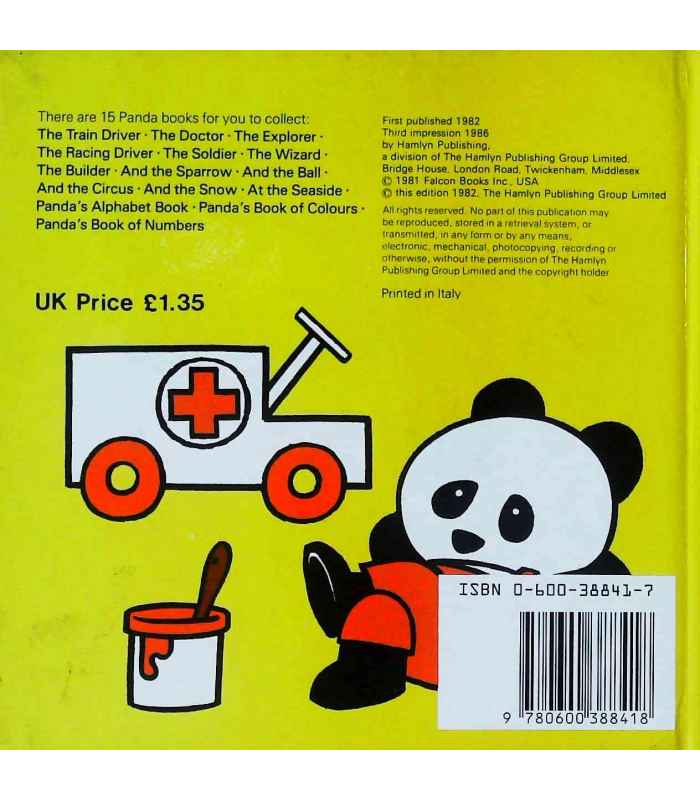 There are 15 Panda books for you to collect:
The Train Driver · The Doctor · The Explorer ·
The Racing Driver · The Soldier · The Wizard ·
The Builder · And the Sparrow · And the Ball ·
And the Circus · And the Snow · At the Seaside ·
Panda's Alphabet Book · Panda's Book of Colours ·
Panda's Book of Numbers
UK Price £1.35
First published 1982
Third impression 1986
by Hamlyn Publishing,
a division of The Hamlyn Publishing Group Limited,
Bridge House, London Road, Twickenham, Middlesex
© 1981 Falcon Books Inc., USA
© this edition 1982, The Hamlyn Publishing Group Limited
All rights reserved. No part of this publication may
be reproduced, stored in a retrieval system, or
transmitted, in any form or by any means,
electronic, mechanical, photocopying, recording or
otherwise, without the permission of The Hamlyn
Publishing Group Limited and the copyright holder
Printed in Italy
ISBN 0-600-38841-7
9 780600 388418